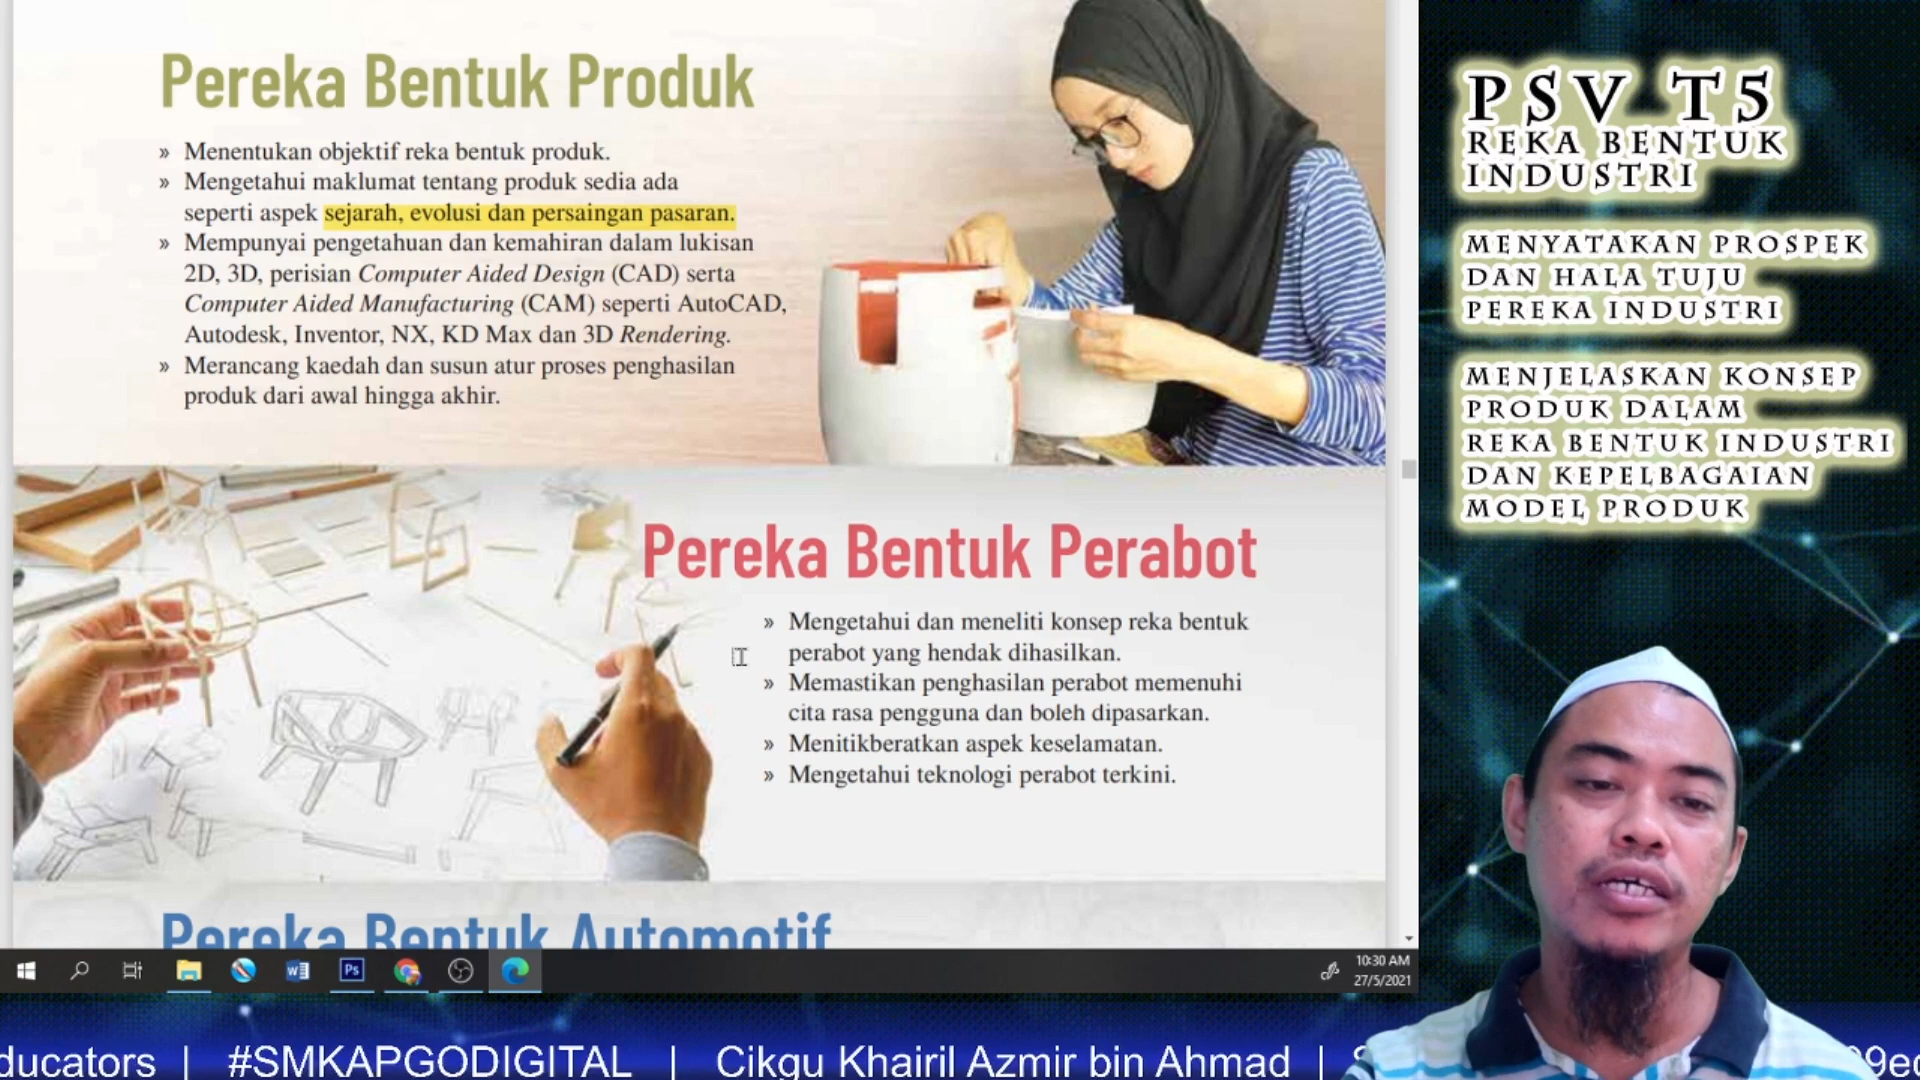 Pereka Bentuk Produk
» Menentukan objektif reka bentuk produk.
» Mengetahui maklumat tentang produk sedia ada
seperti aspek sejarah, evolusi dan persaingan pasaran.
» Mempunyai pengetahuan dan kemahiran dalam lukisan
2D, 3D, perisian Computer Aided Design (CAD) serta
Computer Aided Manufacturing (CAM) seperti AutoCAD,
Autodesk, Inventor, NX, KD Max dan 3D Rendering.
» Merancang kaedah dan susun atur proses penghasilan
produk dari awal hingga akhir.
Pereka Bentuk Perabot
» Mengetahui dan meneliti konsep reka bentuk
perabot yang hendak dihasilkan.
» Memastikan penghasilan perabot memenuhi
cita rasa pengguna dan boleh dipasarkan.
» Menitikberatkan aspek keselamatan.
» Mengetahui teknologi perabot terkini.
Pereka Bentuk Automotif
PSV T5
REKA BENTUK
INDUSTRI
MENYATAKAN PROSPEK
DAN HALA TUJU
PEREKA INDUSTRI
MENJELASKAN KONSEP
PRODUK DALAM
REKA BENTUK INDUSTRI
DAN KEPELBAGAIAN
MODEL PRODUK
Ps
10:30 AM
27/5/2021
ducators | #SMKAPGODIGITAL | Cikgu Khairil Azmir bin Ahmad |